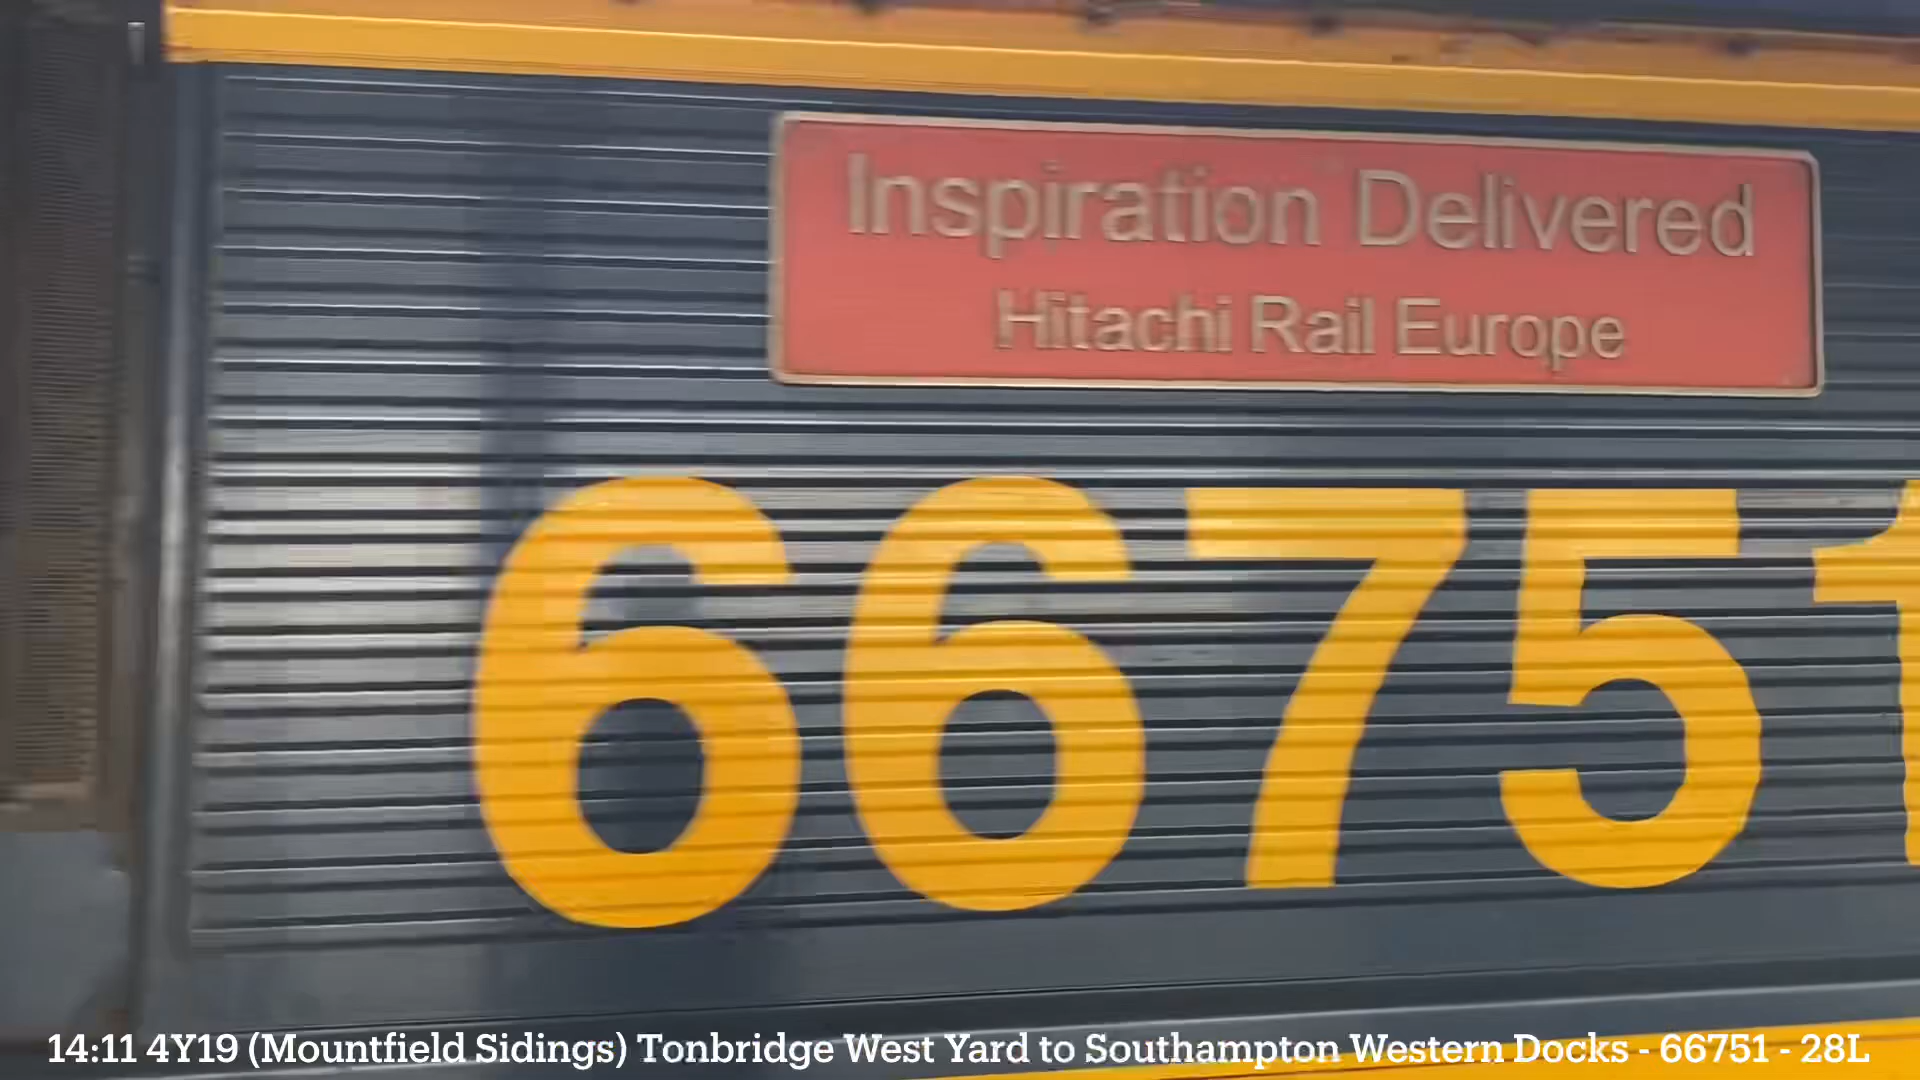 Inspiration Delivered
Hitachi Rail Europe
66751
14:11 4Y19 (Mountfield Sidings) Tonbridge West Yard to Southampton Western Docks - 66751 - 28L